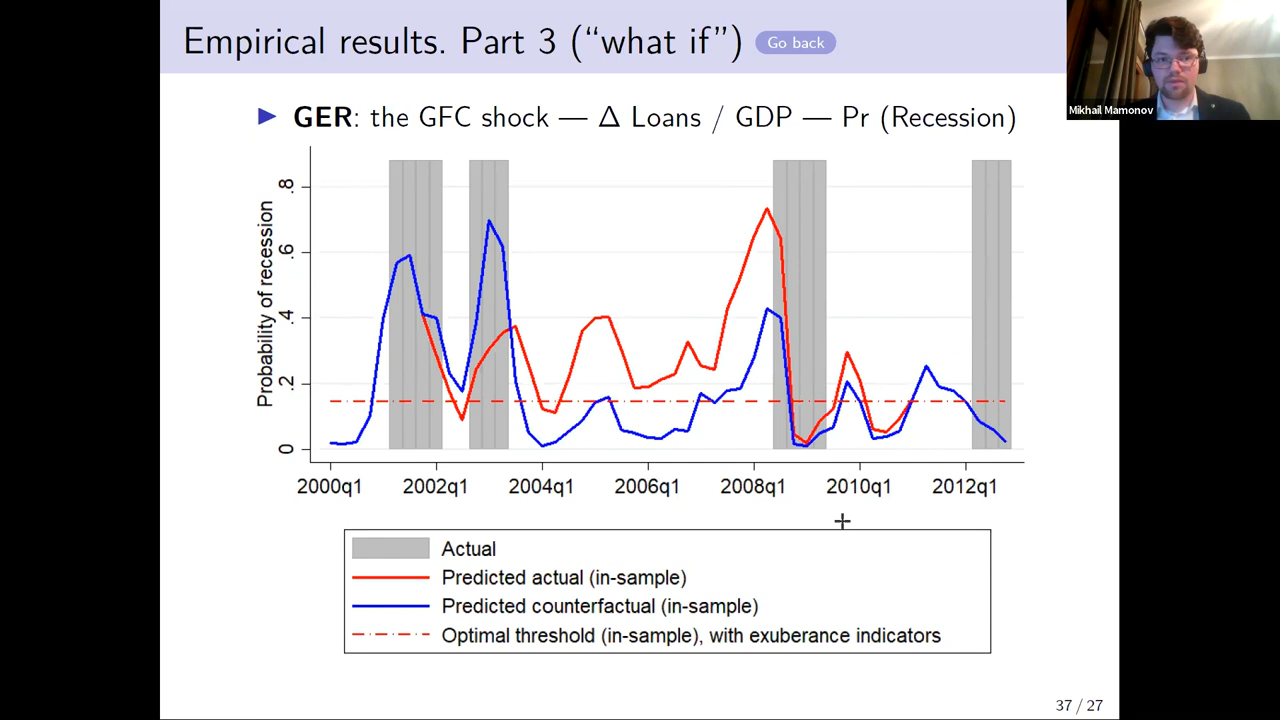 Empirical results. Part 3 (“what if”) Go back
Mikhail Mamonov
▶ GER: the GFC shock — Δ Loans / GDP — Pr (Recession)
Probability of recession
.8
.6
.4
.2
0
2000q1 2002q1 2004q1 2006q1 2008q1 2010q1 2012q1
Actual
Predicted actual (in-sample)
Predicted counterfactual (in-sample)
Optimal threshold (in-sample), with exuberance indicators
37 / 27